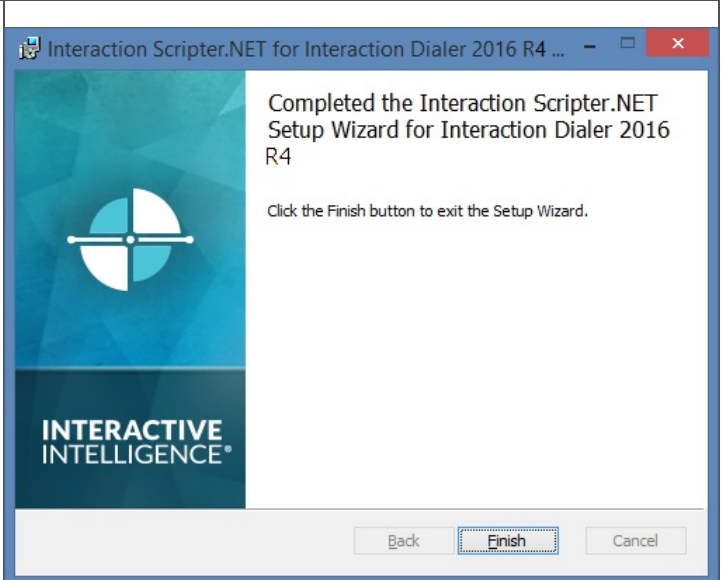 Interaction Scripter.NET for Interaction Dialer 2016 R4 ...
Completed the Interaction Scripter.NET
Setup Wizard for Interaction Dialer 2016
R4
Click the Finish button to exit the Setup Wizard.
INTERACTIVE
INTELLIGENCE®
Back Finish Cancel